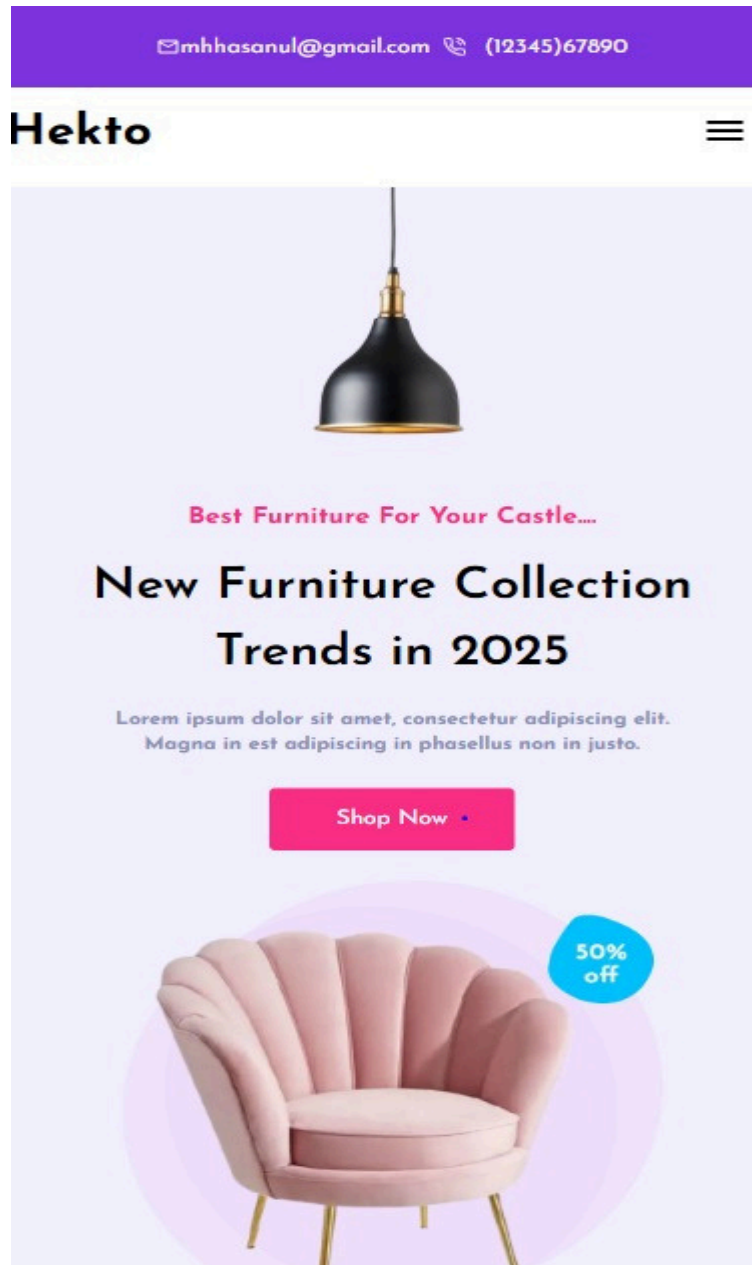 mhhasanul@gmail.com (12345)67890
Hekto
Best Furniture For Your Castle....
New Furniture Collection
Trends in 2025
Lorem ipsum dolor sit amet, consectetur adipiscing elit.
Magna in est adipiscing in phasellus non in justo.
Shop Now
50%
off